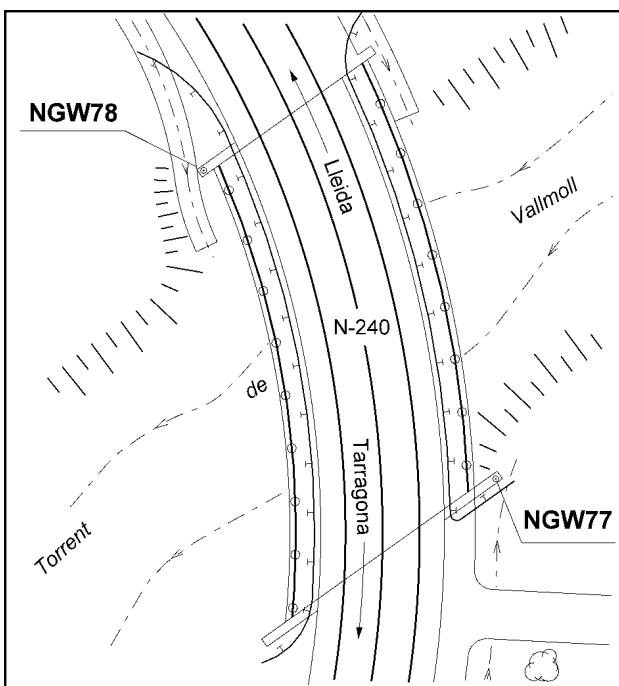 NGW78
Lleida
Vallmoll
N-240
de
Tarragona
NGW77
Torrent